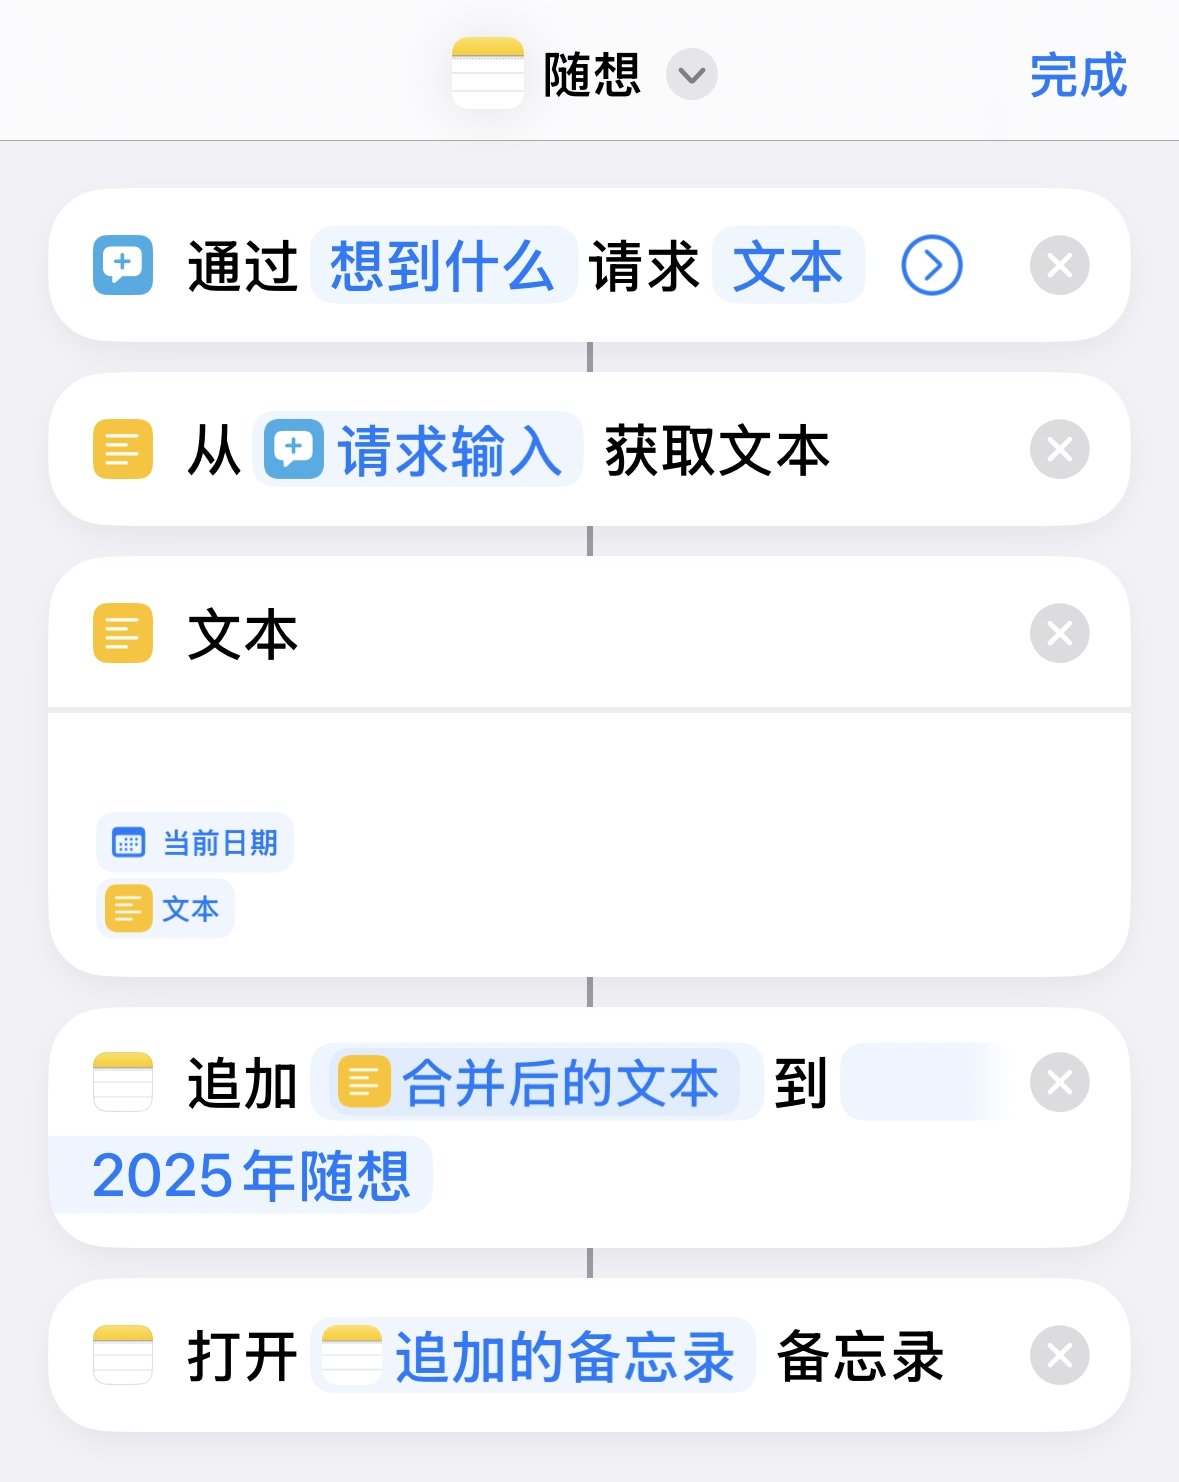 随想
完成
通过 想到什么 请求 文本
从 请求输入 获取文本
文本
当前日期
文本
追加 合并后的文本 到
2025年随想
打开 追加的备忘录 备忘录